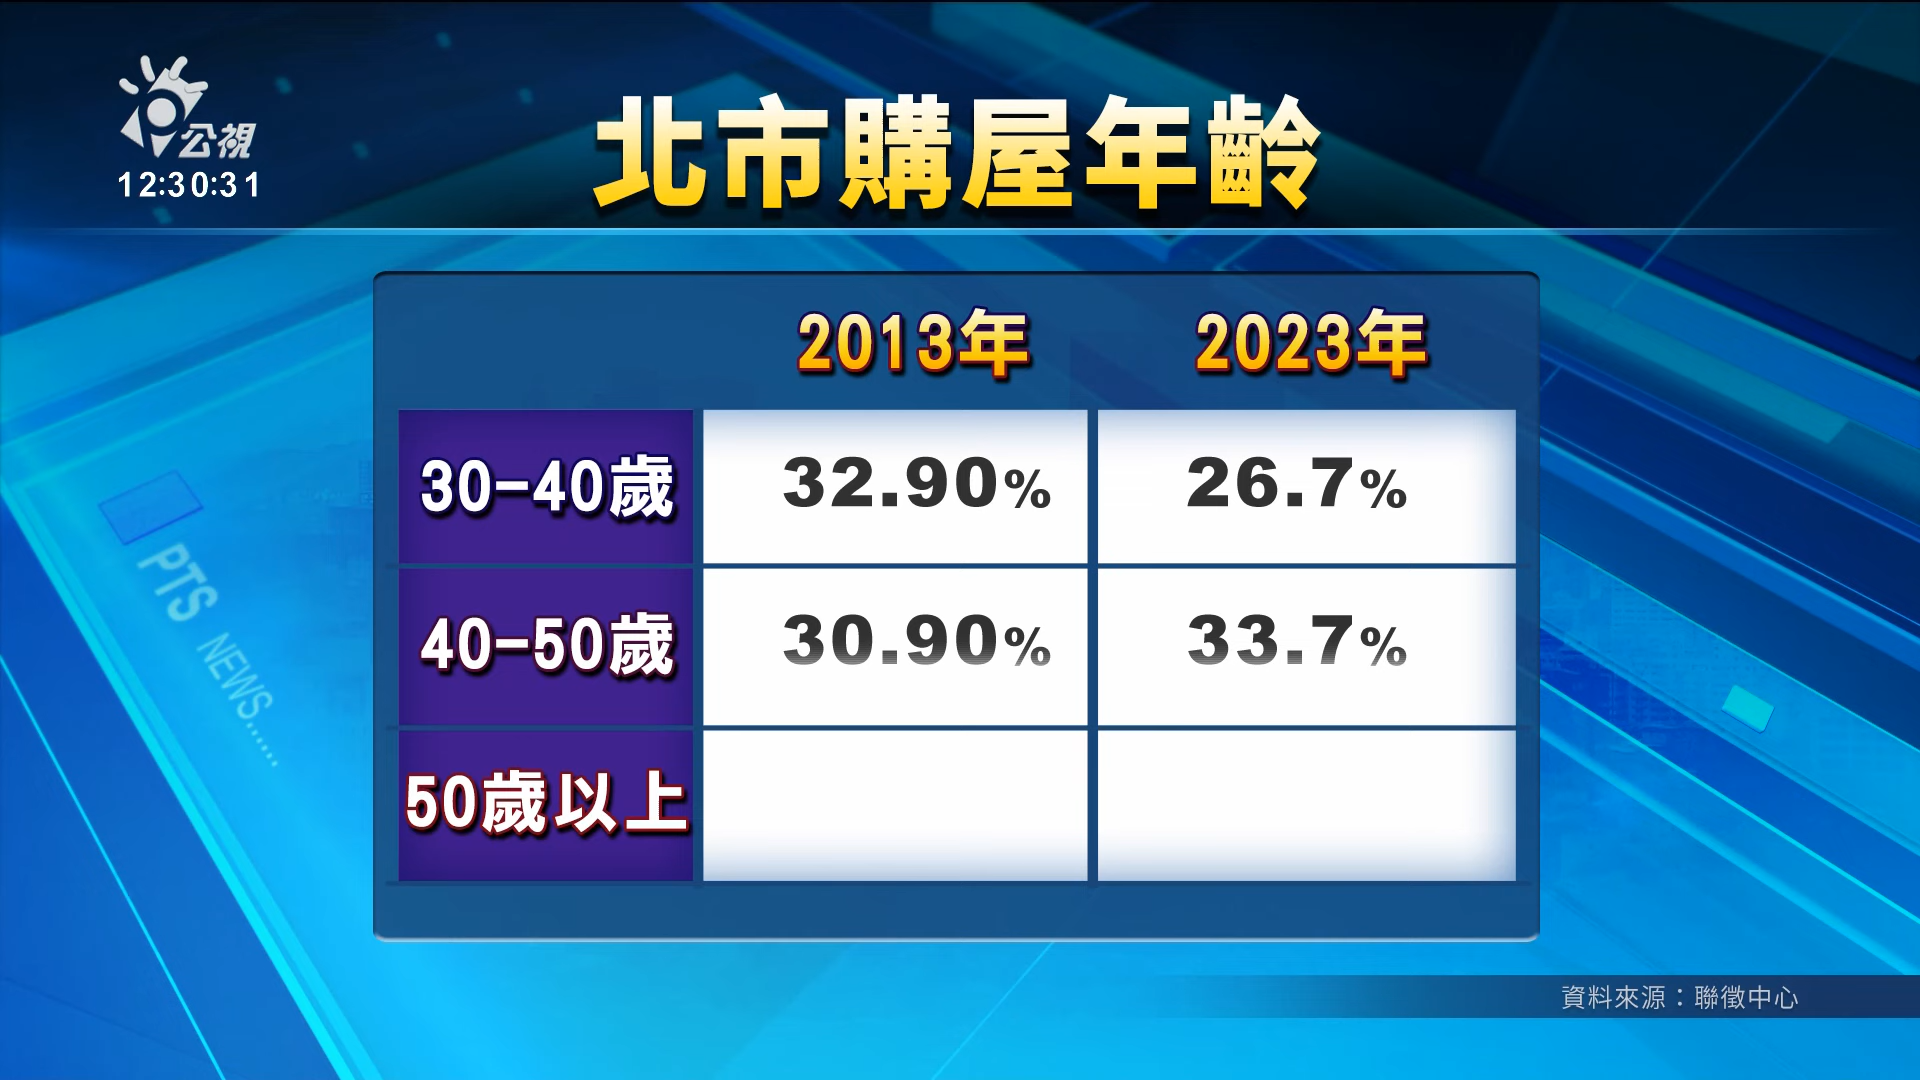 公視
12:30:31
北市購屋年齡
2013年 2023年
30-40歲 32.90% 26.7%
40-50歲 30.90% 33.7%
50歲以上
PTS NEWS......
資料來源：聯徵中心